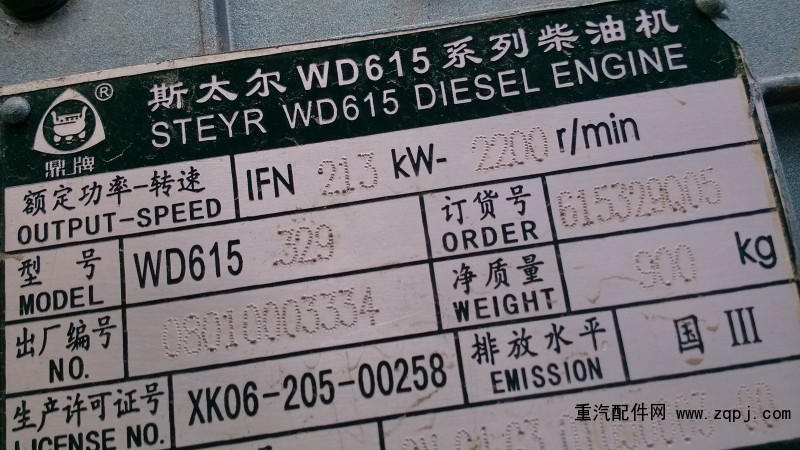 斯太尔 WD615 系列柴油机
STEYR WD615 DIESEL ENGINE
®
鼎牌
额定功率-转速
OUTPUT-SPEED
IFN 213 kW- 2200 r/min
型号
MODEL
WD615 329
订货号
ORDER
615329005
出厂编号
NO.
08010003334
净质量
WEIGHT
900 kg
生产许可证号
LICENSE NO.
XK06-205-00258
排放水平
EMISSION
国 III
重汽配件网 www.zqpj.com